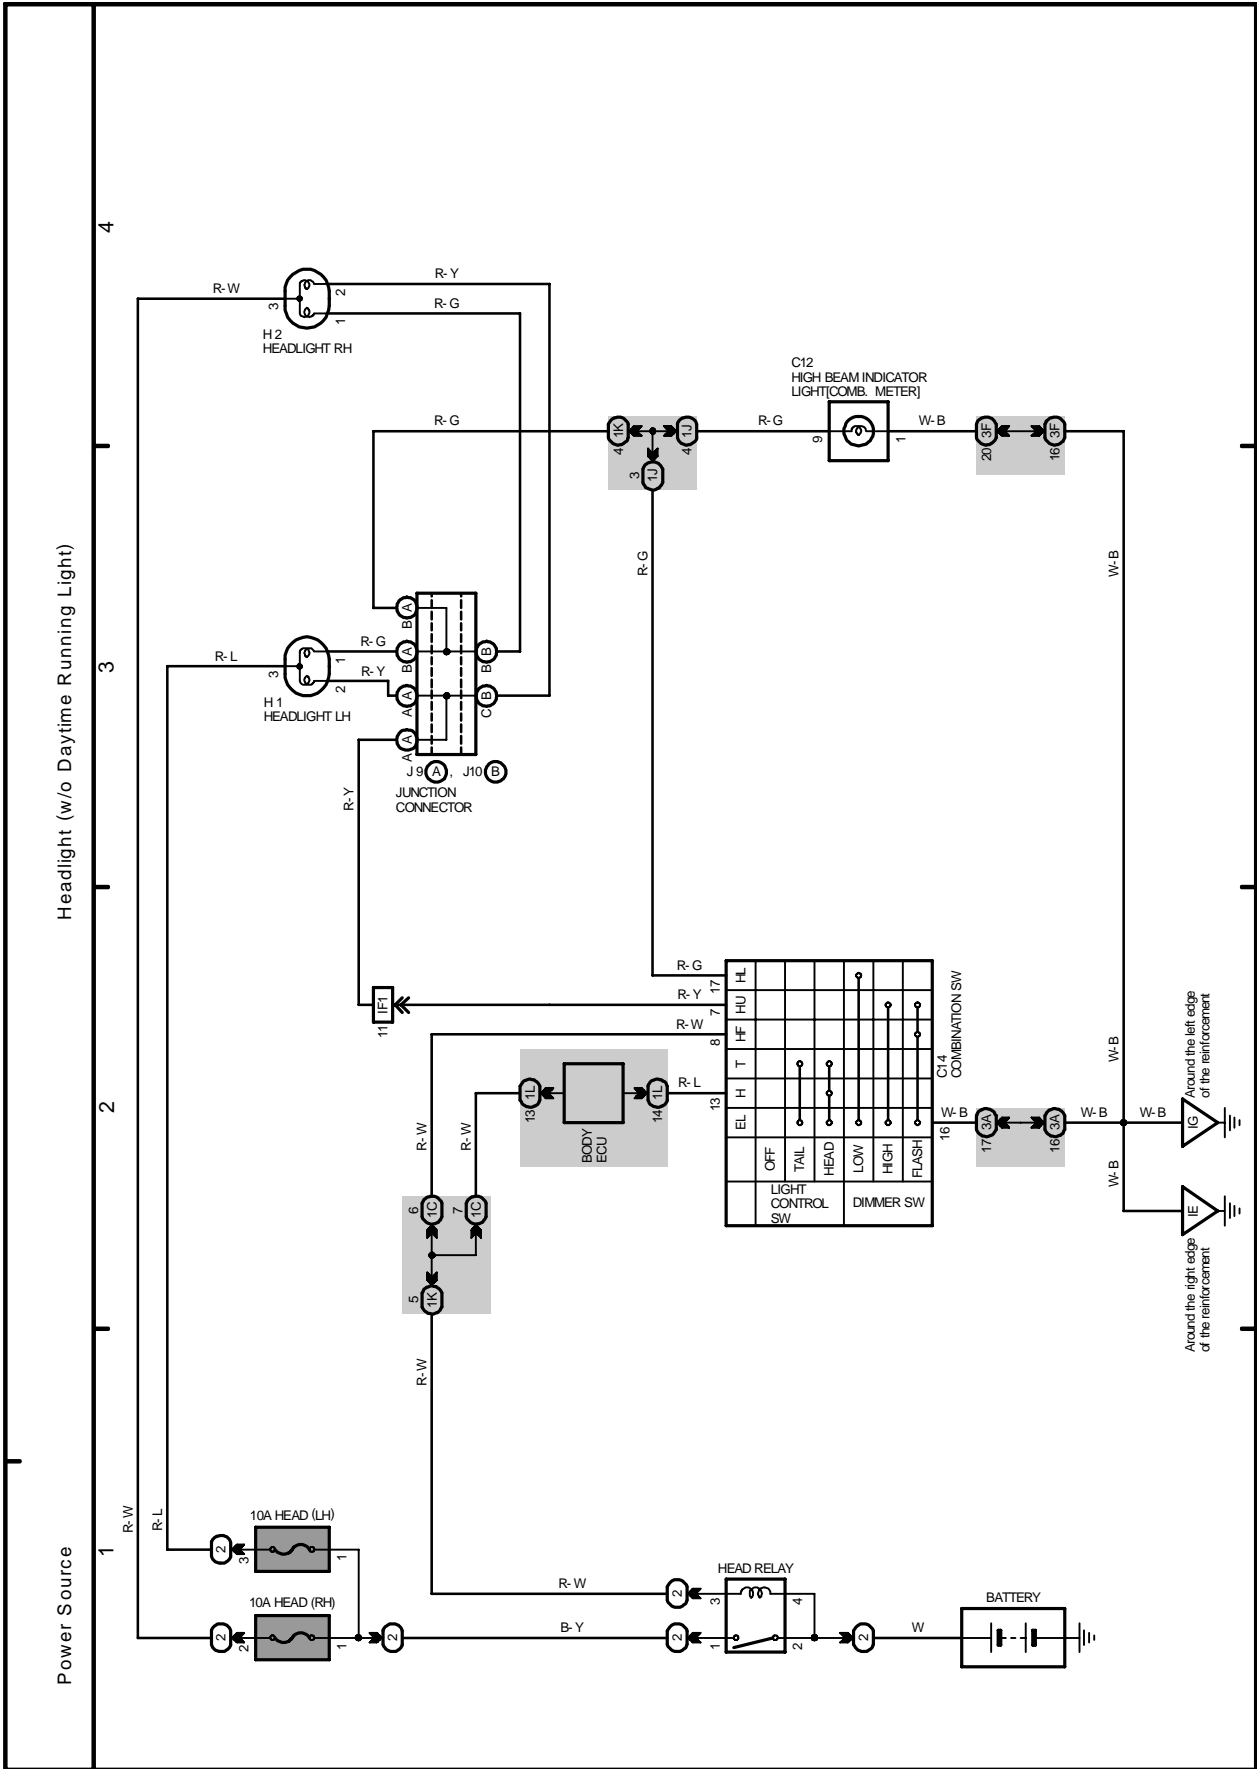 Power Source
Headlight (w/o Daytime Running Light)
1
2
3
4
R-W
R-L
R-W
H 2
HEADLIGHT RH
3
2
1
R-Y
R-G
R-L
H 1
HEADLIGHT LH
3
1
2
R-G
R-Y
A
B
A
B
A
A
A
A
B
B
B
C
J 9 A , J10 B
JUNCTION
CONNECTOR
R-Y
R-G
1K
4
1J
4
3
1J
R-G
C12
HIGH BEAM INDICATOR
LIGHT[COMB. METER]
9
1
W-B
3F
20
3F
16
R-G
W-B
IF1
11
R-G
R-Y
R-W
R-L
17
7
8
13
BODY
ECU
1L
13
1L
14
R-W
R-W
6
1C
7
1C
5
1K
R-W
EL
H
T
HF
HU
HL
OFF
TAIL
HEAD
LOW
HIGH
FLASH
LIGHT
CONTROL
SW
DIMMER SW
C14
COMBINATION SW
16
W-B
3A
17
3A
16
W-B
W-B
W-B
W-B
IG
Around the left edge
of the reinforcement
IE
Around the right edge
of the reinforcement
10A HEAD (LH)
2
3
1
10A HEAD (RH)
2
2
1
2
R-W
B-Y
HEAD RELAY
2
3
4
2
1
2
2
W
BATTERY